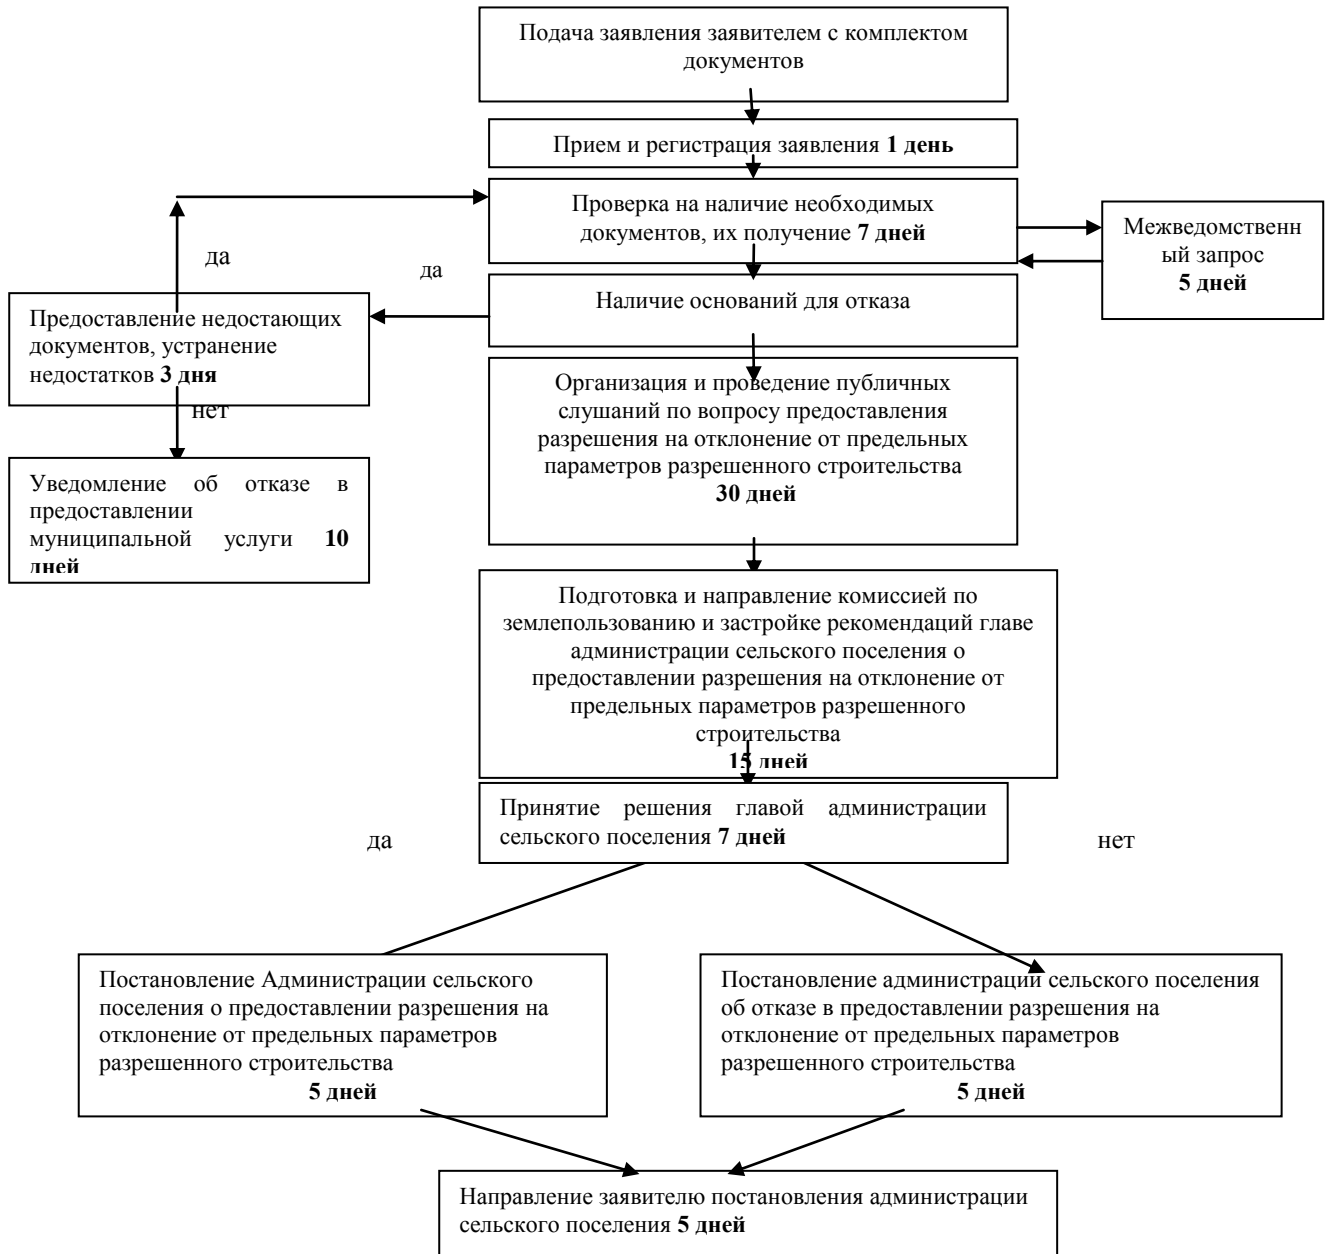 Подача заявления заявителем с комплектом
документов
Прием и регистрация заявления 1 день
Проверка на наличие необходимых
документов, их получение 7 дней
Межведомственн
ый запрос
5 дней
да
да
Наличие оснований для отказа
Предоставление недостающих
документов, устранение
недостатков 3 дня
нет
Организация и проведение публичных
слушаний по вопросу предоставления
разрешения на отклонение от предельных
параметров разрешенного строительства
30 дней
Уведомление об отказе в
предоставлении
муниципальной услуги 10
дней
Подготовка и направление комиссией по
землепользованию и застройке рекомендаций главе
администрации сельского поселения о
предоставлении разрешения на отклонение от
предельных параметров разрешенного
строительства
15 дней
Принятие решения главой администрации
сельского поселения 7 дней
да
нет
Постановление Администрации сельского
поселения о предоставлении разрешения на
отклонение от предельных параметров
разрешенного строительства
5 дней
Постановление администрации сельского поселения
об отказе в предоставлении разрешения на
отклонение от предельных параметров
разрешенного строительства
5 дней
Направление заявителю постановления администрации
сельского поселения 5 дней